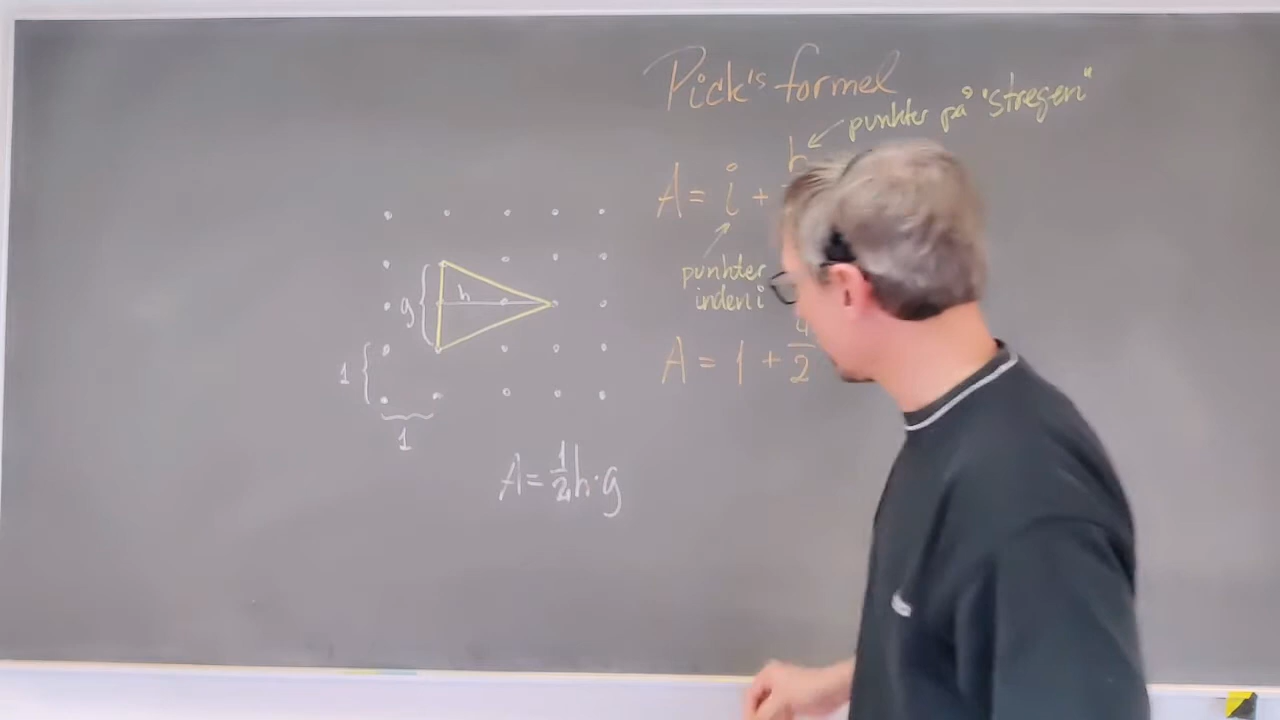 Pick's formel
punkter på "stregen"
A = i + b
punkter
inden i
A = 1 + 4/2
g
h
1
1
A = 1/2 h · g